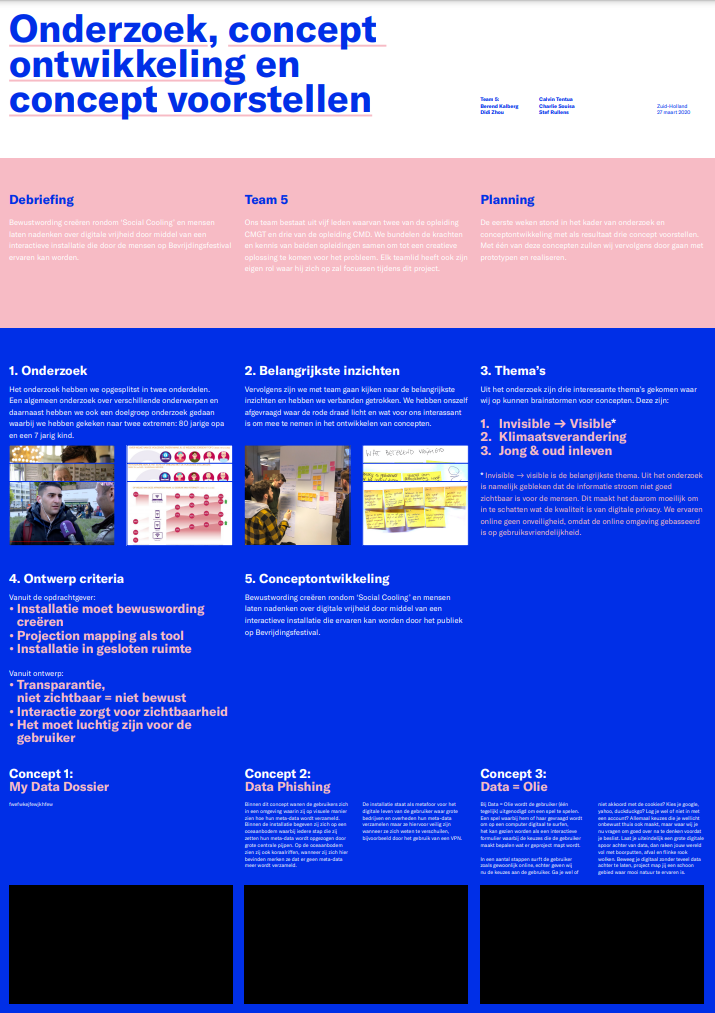 Onderzoek, concept
ontwikkeling en
concept voorstellen
Team 5:
Berend Kalberg
Didi Zhou
Calvin Tentua
Charlie Sousa
Stef Rullens
Zuid-Holland
27 maart 2020
Debriefing
Bewustwording creëren rondom 'Social Cooling' en mensen
laten nadenken over digitale vrijheid door middel van een
interactieve installatie die door de mensen op Bevrijdingsfestival
ervaren kan worden.
Team 5
Ons team bestaat uit vijf leden waarvan twee van de opleiding
CMGT en drie van de opleiding CMD. We bundelen de krachten
en kennis van beiden opleidingen samen om tot een creatieve
oplossing te komen voor het probleem. Elk teamlid heeft ook zijn
eigen rol waar hij zich op zal focussen tijdens dit project.
Planning
De eerste weken stond in het kader van onderzoek en
conceptontwikkeling met als resultaat drie concept voorstellen.
Met één van deze concepten zullen wij vervolgens door gaan met
prototypen en realiseren.
1. Onderzoek
Het onderzoek hebben we opgesplitst in twee onderdelen.
Een algemeen onderzoek over verschillende onderwerpen en
daarnaast hebben we ook een doelgroep onderzoek gedaan
waarbij we hebben gekeken naar twee extremen: 80 jarige opa
en een 7 jarig kind.
2. Belangrijkste inzichten
Vervolgens zijn we met team gaan kijken naar de belangrijkste
inzichten en hebben we verbanden getrokken. We hebben onszelf
afgevraagd waar de rode draad licht en wat voor ons interessant
is om mee te nemen in het ontwikkelen van concepten.
WAT BETEKEND VRIJHEID
3. Thema's
Uit het onderzoek zijn drie interessante thema's gekomen waar
wij op kunnen brainstormen voor concepten. Deze zijn:
1. Invisible → Visible*
2. Klimaatsverandering
3. Jong & oud inleven
* Invisible → visible is de belangrijkste thema. Uit het onderzoek
is namelijk gebleken dat de informatie stroom niet goed
zichtbaar is voor de mensen. Dit maakt het daarom moeilijk om
in te schatten wat de kwaliteit is van digitale privacy. We ervaren
online geen onveiligheid, omdat de online omgeving gebasseerd
is op gebruiksvriendelijkheid.
4. Ontwerp criteria
Vanuit de opdrachtgever:
• Installatie moet bewuswording
creëren
• Projection mapping als tool
• Installatie in gesloten ruimte
Vanuit ontwerp:
• Transparantie,
niet zichtbaar = niet bewust
• Interactie zorgt voor zichtbaarheid
• Het moet luchtig zijn voor de
gebruiker
5. Conceptontwikkeling
Bewustwording creëren rondom 'Social Cooling' en mensen
laten nadenken over digitale vrijheid door middel van een
interactieve installatie die ervaren kan worden door het publiek
op Bevrijdingsfestival.
Concept 1:
My Data Dossier
Concept 2:
Data Phishing
Binnen dit concept wanen de gebruikers zich
in een omgeving waarin zij op visuele manier
zien hoe hun meta-data wordt verzameld.
Binnen de installatie begeven zij zich op een
oceaanbodem waarbij iedere stap die zij
zetten hun meta-data wordt opgezogen door
grote centrale pijpen. Op de oceaanbodem
zien zij ook koraalriffen, wanneer zij zich hier
bevinden merken ze dat er geen meta-data
meer wordt verzameld.
De installatie staat als metafoor voor het
digitale leven van de gebruiker waar grote
bedrijven en overheden hun meta-data
verzamelen maar ze hiervoor veilig zijn
wanneer ze zich weten te verschuilen,
bijvoorbeeld door het gebruik van een VPN.
Concept 3:
Data = Olie
Bij Data = Olie wordt de gebruiker (één
tegelijk) uitgenodigd om een spel te spelen.
Een spel waarbij hem of haar gevraagd wordt
om op een computer digitaal te surfen,
het kan gezien worden als een interactieve
formulier waarbij de keuzes die de gebruiker
maakt bepalen wat er geproject mapt wordt.
In een aantal stappen surft de gebruiker
zoals gewoonlijk online, echter geven wij
nu de keuzes aan de gebruiker. Ga je wel of
niet akkoord met de cookies? Kies je google,
yahoo, duckduckgo? Log je wel of niet in met
een account? Allemaal keuzes die je wellicht
onbewust thuis ook maakt, maar waar wij je
nu vragen om goed over na te denken voordat
je beslist. Laat je uiteindelijk een grote digitale
spoor achter van data, dan raken jouw wereld
vol met boorputten, afval en flinke rook
wolken. Beweeg je digitaal zonder teveel data
achter te laten, project map jij een schoon
gebied waar mooi natuur te ervaren is.